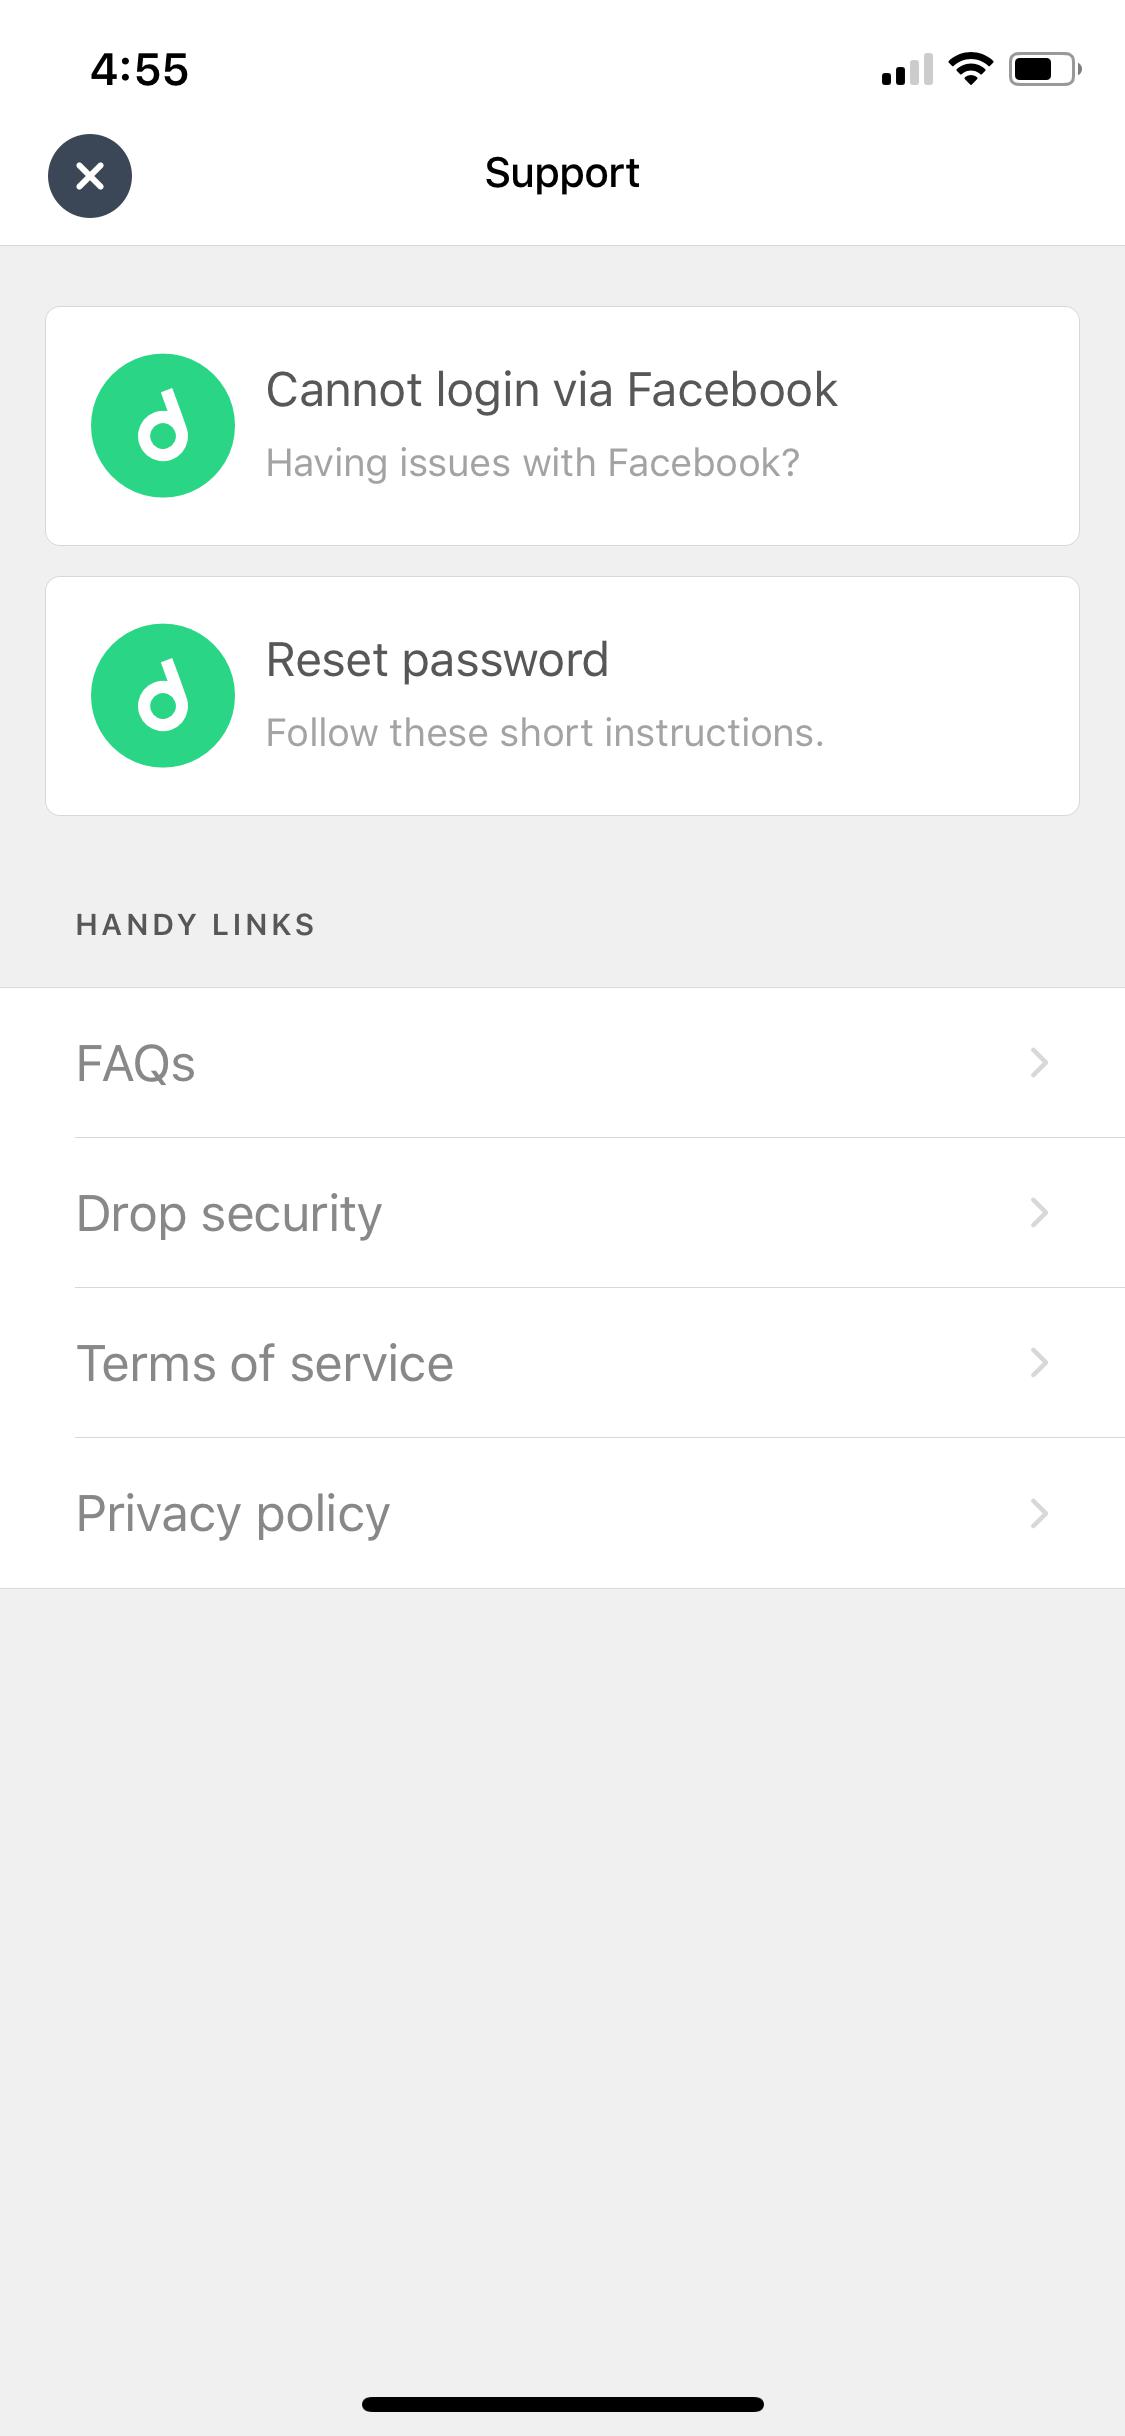 4:55
Support
Cannot login via Facebook
Having issues with Facebook?
Reset password
Follow these short instructions.
HANDY LINKS
FAQs
Drop security
Terms of service
Privacy policy